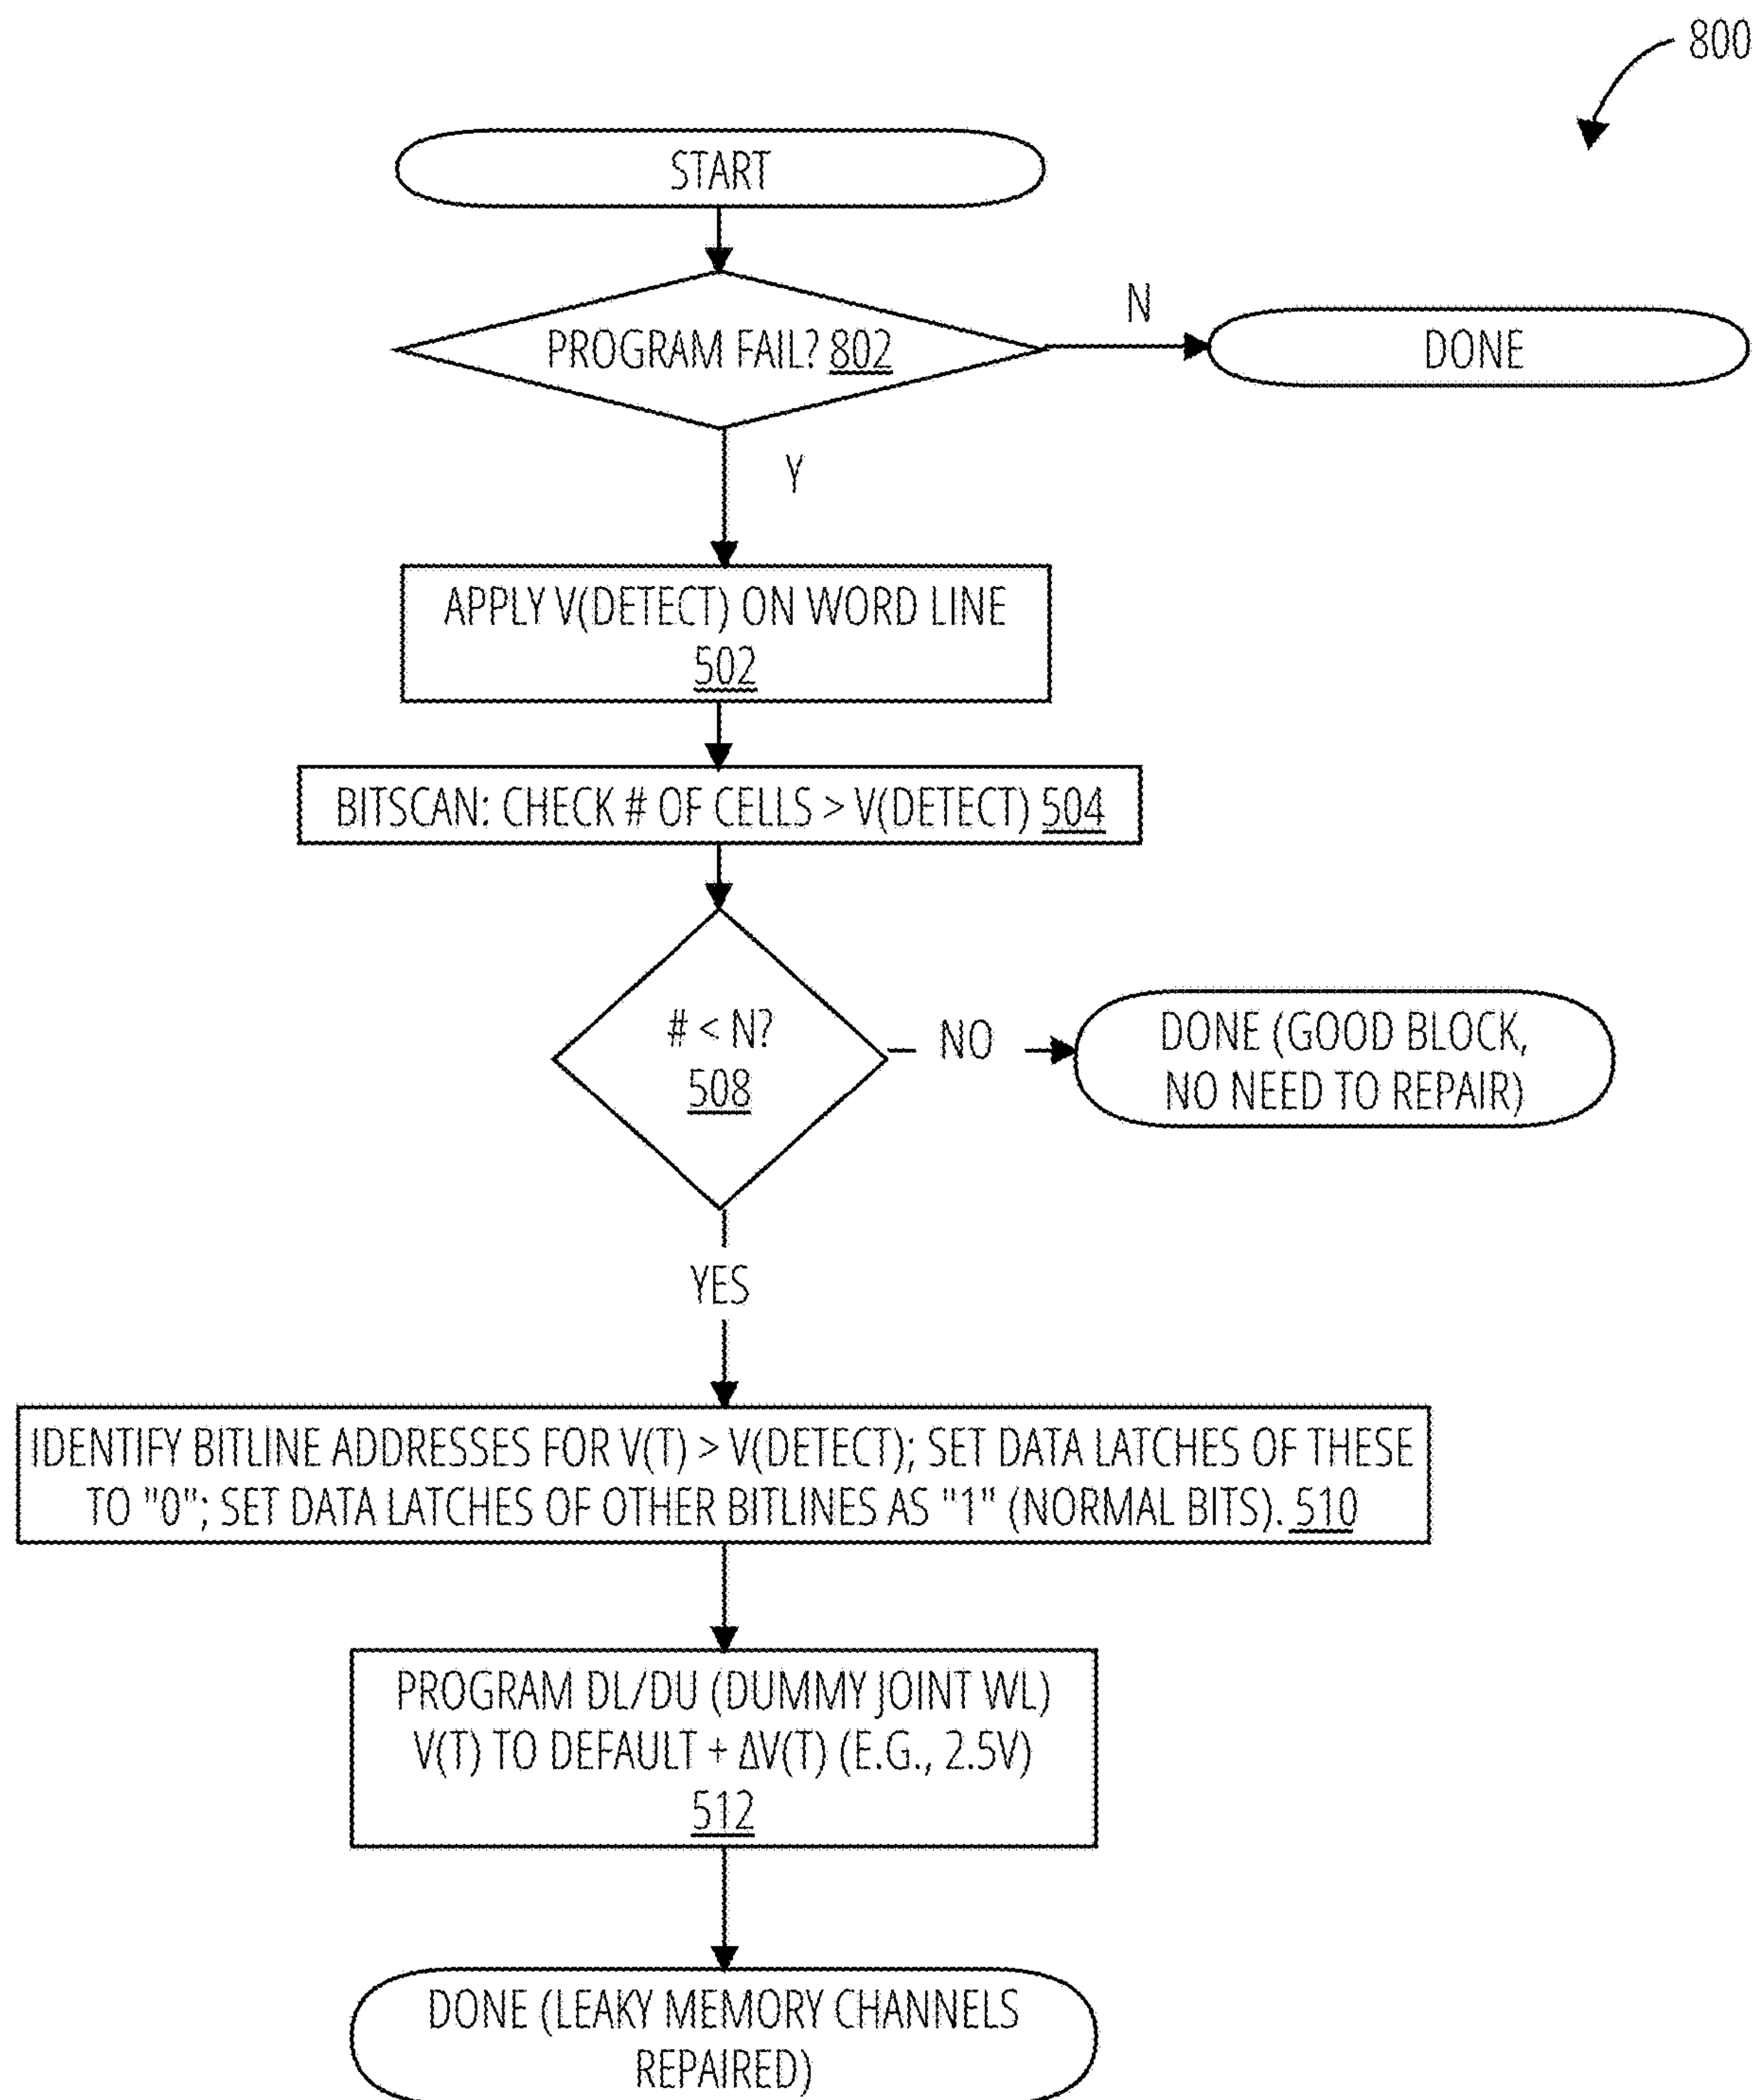 800
START
PROGRAM FAIL? 802
N
DONE
Y
APPLY V(DETECT) ON WORD LINE
502
BITSCAN: CHECK # OF CELLS > V(DETECT) 504
# < N?
508
NO
DONE (GOOD BLOCK,
NO NEED TO REPAIR)
YES
IDENTIFY BITLINE ADDRESSES FOR V(T) > V(DETECT); SET DATA LATCHES OF THESE
TO "0"; SET DATA LATCHES OF OTHER BITLINES AS "1" (NORMAL BITS). 510
PROGRAM DL/DU (DUMMY JOINT WL)
V(T) TO DEFAULT + ΔV(T) (E.G., 2.5V)
512
DONE (LEAKY MEMORY CHANNELS
REPAIRED)